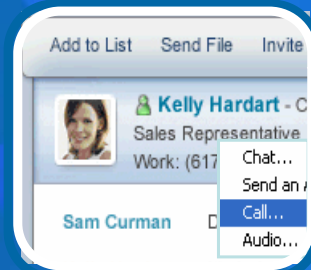 Add to List Send File Invite
Kelly Hardart - C
Sales Representative
Work: (617
Chat...
Send an A
Call...
Audio...
Sam Curman D